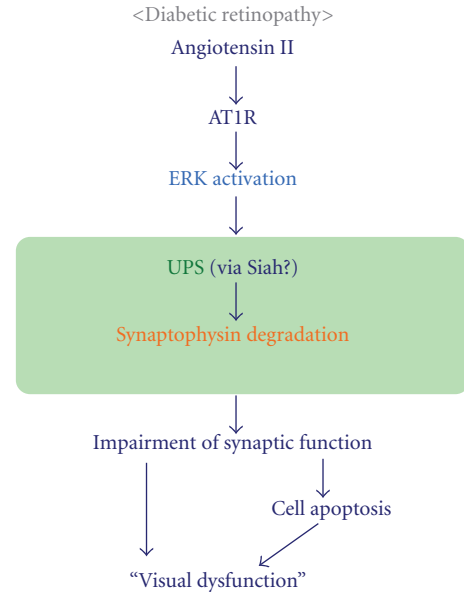 <Diabetic retinopathy>
Angiotensin II
AT1R
ERK activation
UPS (via Siah?)
Synaptophysin degradation
Impairment of synaptic function
Cell apoptosis
“Visual dysfunction”